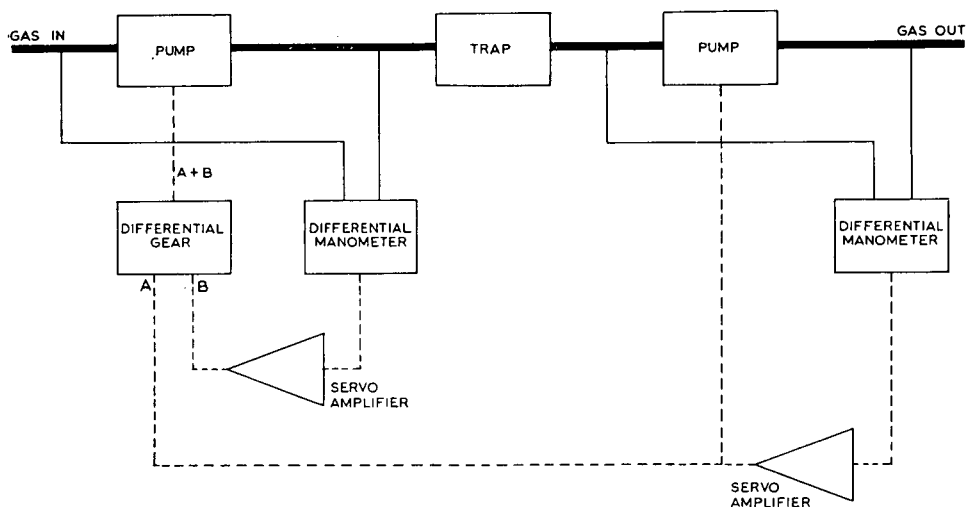 GAS IN
PUMP
TRAP
PUMP
GAS OUT
A + B
DIFFERENTIAL
GEAR
DIFFERENTIAL
MANOMETER
DIFFERENTIAL
MANOMETER
A
B
SERVO
AMPLIFIER
SERVO
AMPLIFIER